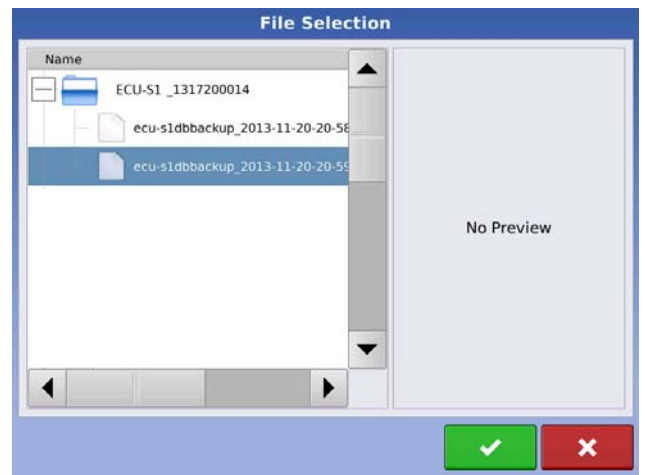 File Selection
Name
ECU-S1 _1317200014
ecu-s1dbbackup_2013-11-20-20-58
ecu-s1dbbackup_2013-11-20-20-59
No Preview